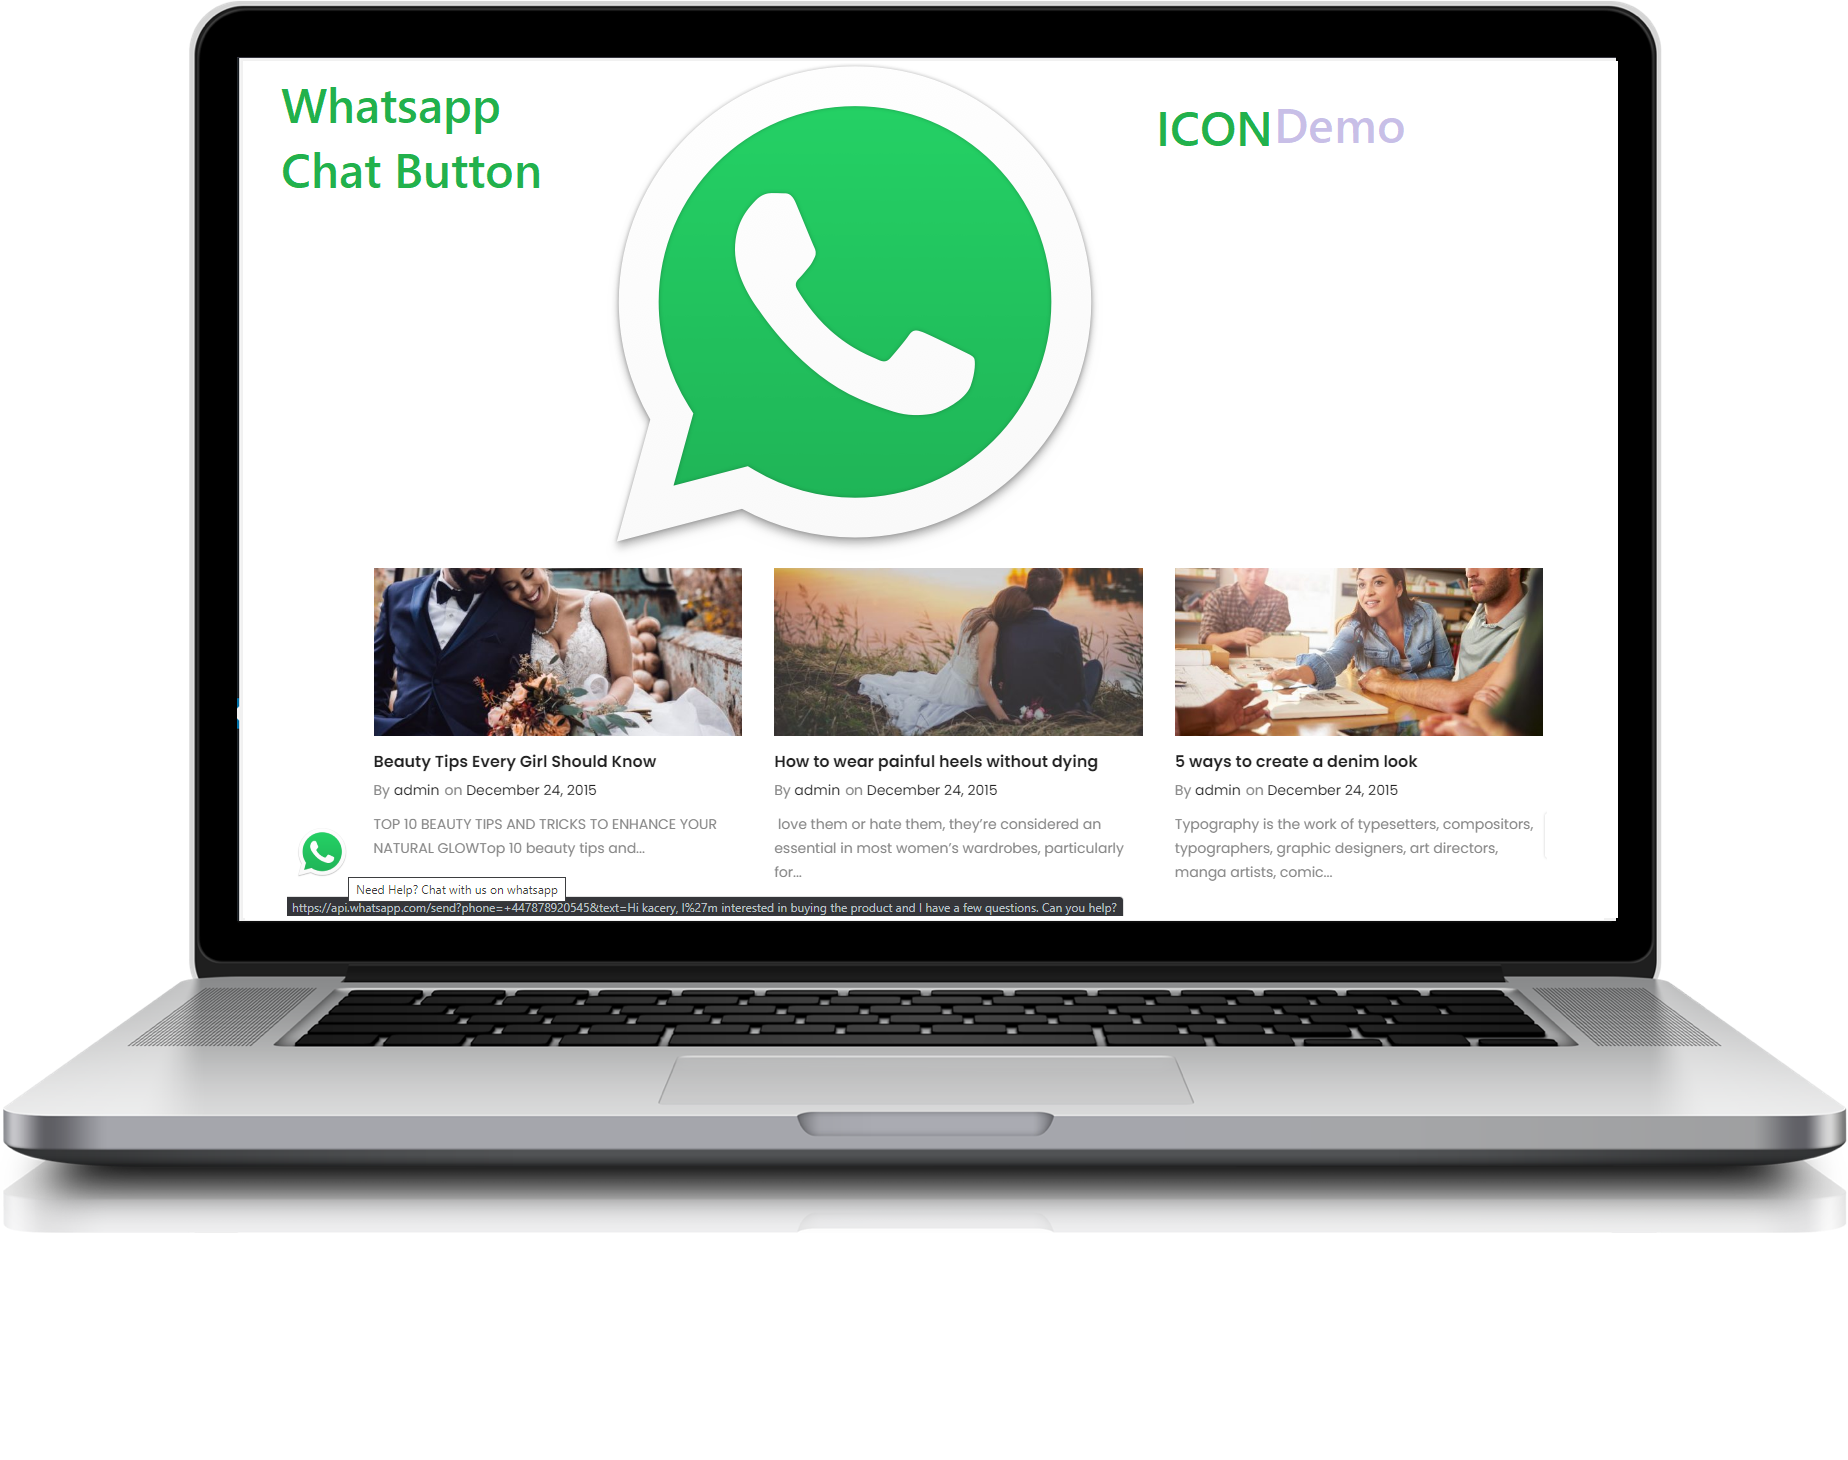 Whatsapp
Chat Button
ICON Demo
Beauty Tips Every Girl Should Know
By admin on December 24, 2015
TOP 10 BEAUTY TIPS AND TRICKS TO ENHANCE YOUR
NATURAL GLOWTop 10 beauty tips and...
How to wear painful heels without dying
By admin on December 24, 2015
love them or hate them, they’re considered an
essential in most women’s wardrobes, particularly
for...
5 ways to create a denim look
By admin on December 24, 2015
Typography is the work of typesetters, compositors,
typographers, graphic designers, art directors,
manga artists, comic...
Need Help? Chat with us on whatsapp
https://api.whatsapp.com/send?phone=+447878920545&text=Hi kacery, I%27m interested in buying the product and I have a few questions. Can you help?